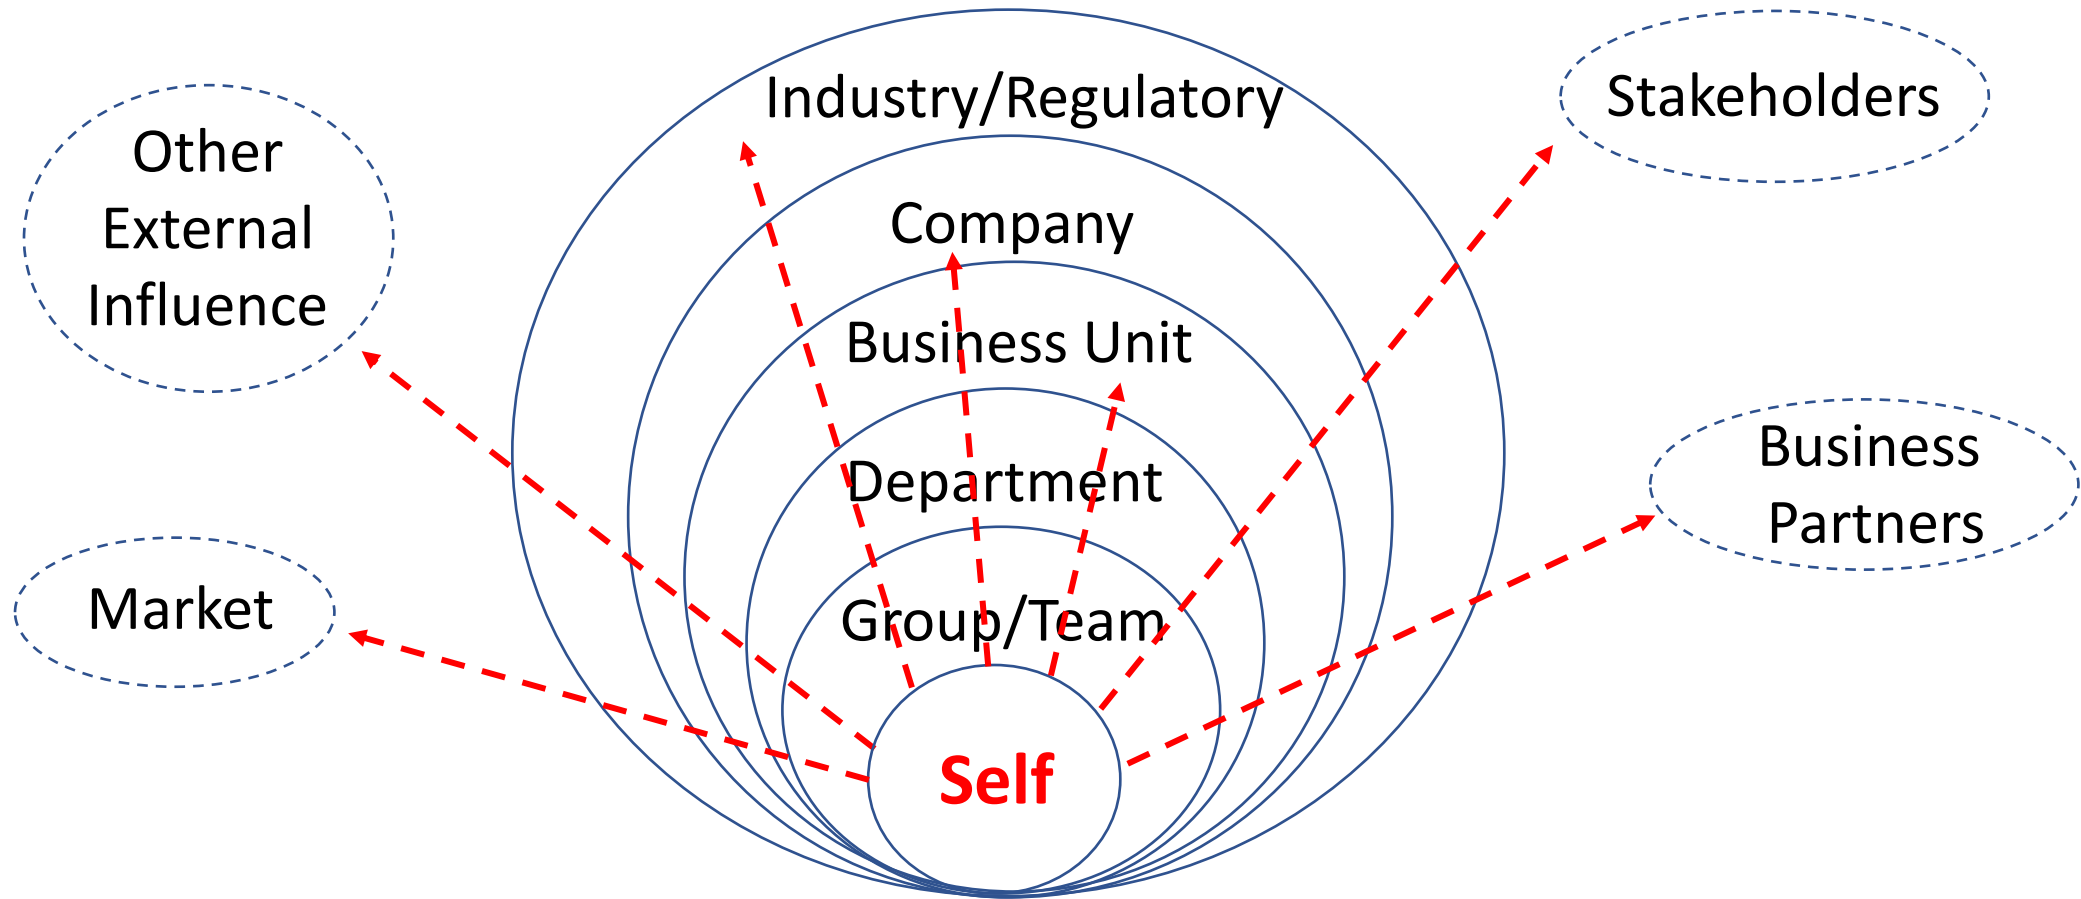 Industry/Regulatory
Stakeholders
Other
External
Influence
Company
Business Unit
Business
Partners
Department
Market
Group/Team
Self